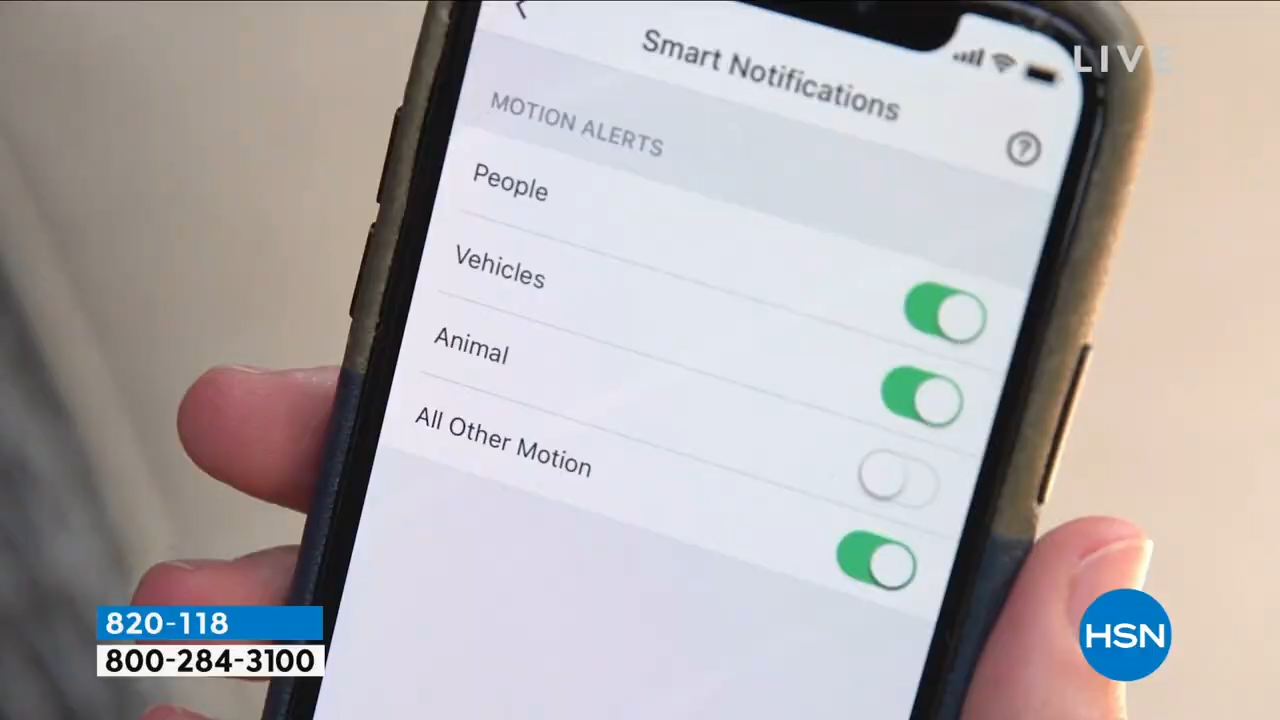 LIVE
Smart Notifications
?
MOTION ALERTS
People
Vehicles
Animal
All Other Motion
820-118
800-284-3100
HSN